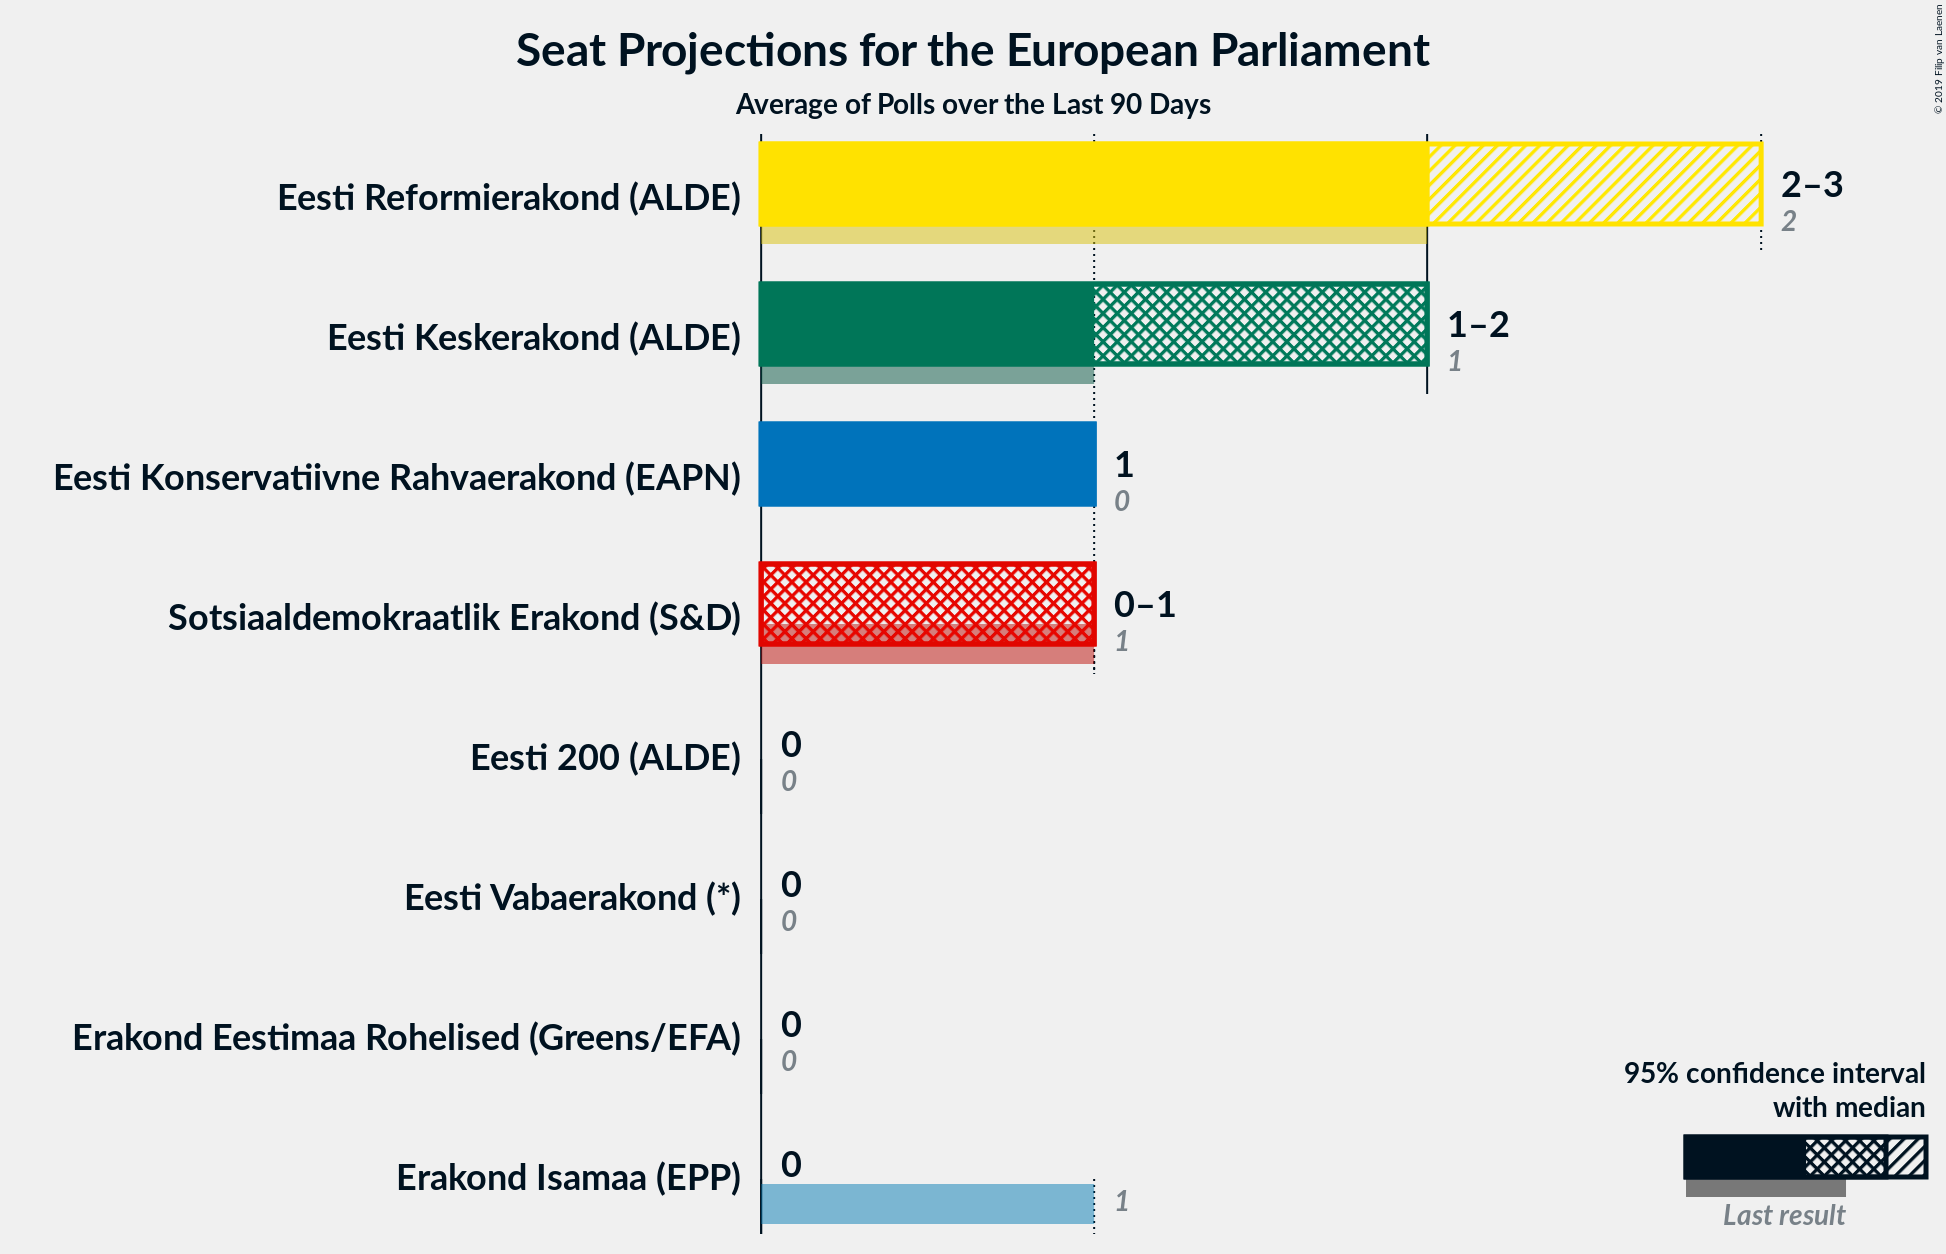 Seat Projections for the European Parliament
Average of Polls over the Last 90 Days
© 2019 Filip van Laenen
Eesti Reformierakond (ALDE)
2–3
2
Eesti Keskerakond (ALDE)
1–2
1
Eesti Konservatiivne Rahvaerakond (EAPN)
1
0
Sotsiaaldemokraatlik Erakond (S&D)
0–1
1
Eesti 200 (ALDE)
0
0
Eesti Vabaerakond (*)
0
0
Erakond Eestimaa Rohelised (Greens/EFA)
0
0
Erakond Isamaa (EPP)
0
1
95% confidence interval
with median
Last result